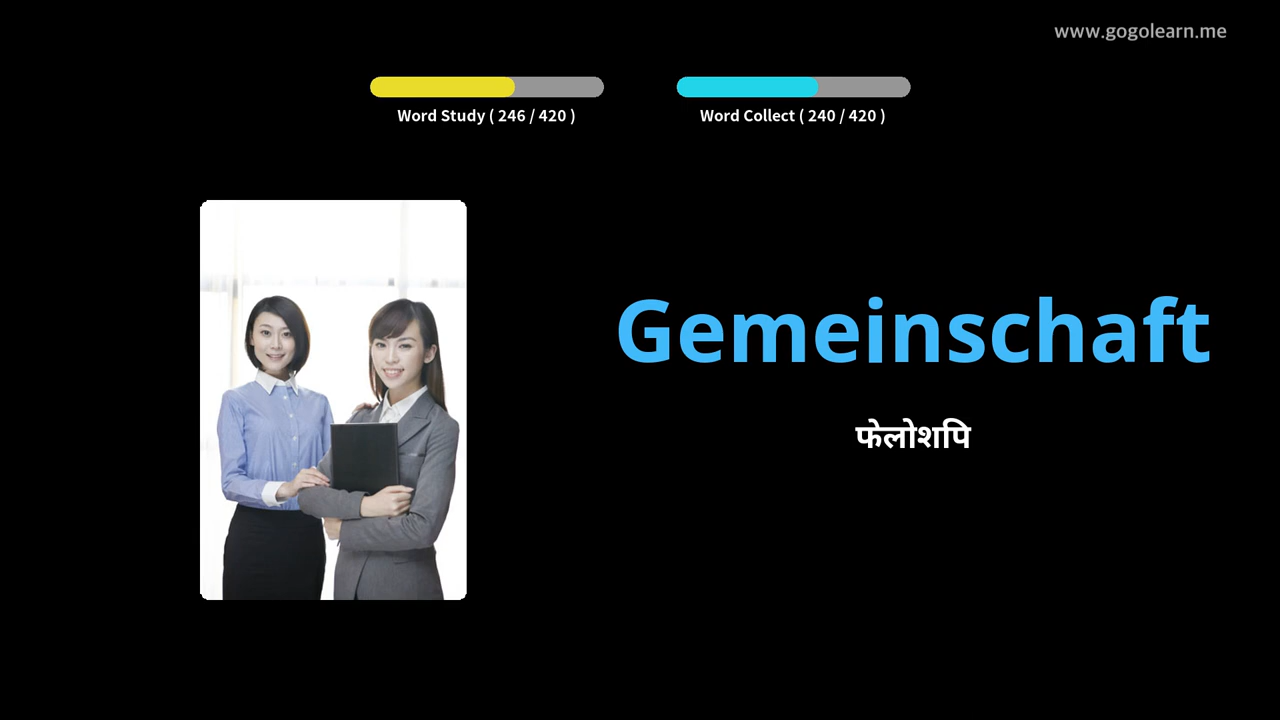 www.gogolearn.me
Word Study ( 246 / 420 )
Word Collect ( 240 / 420 )
Gemeinschaft
फेलोशपि